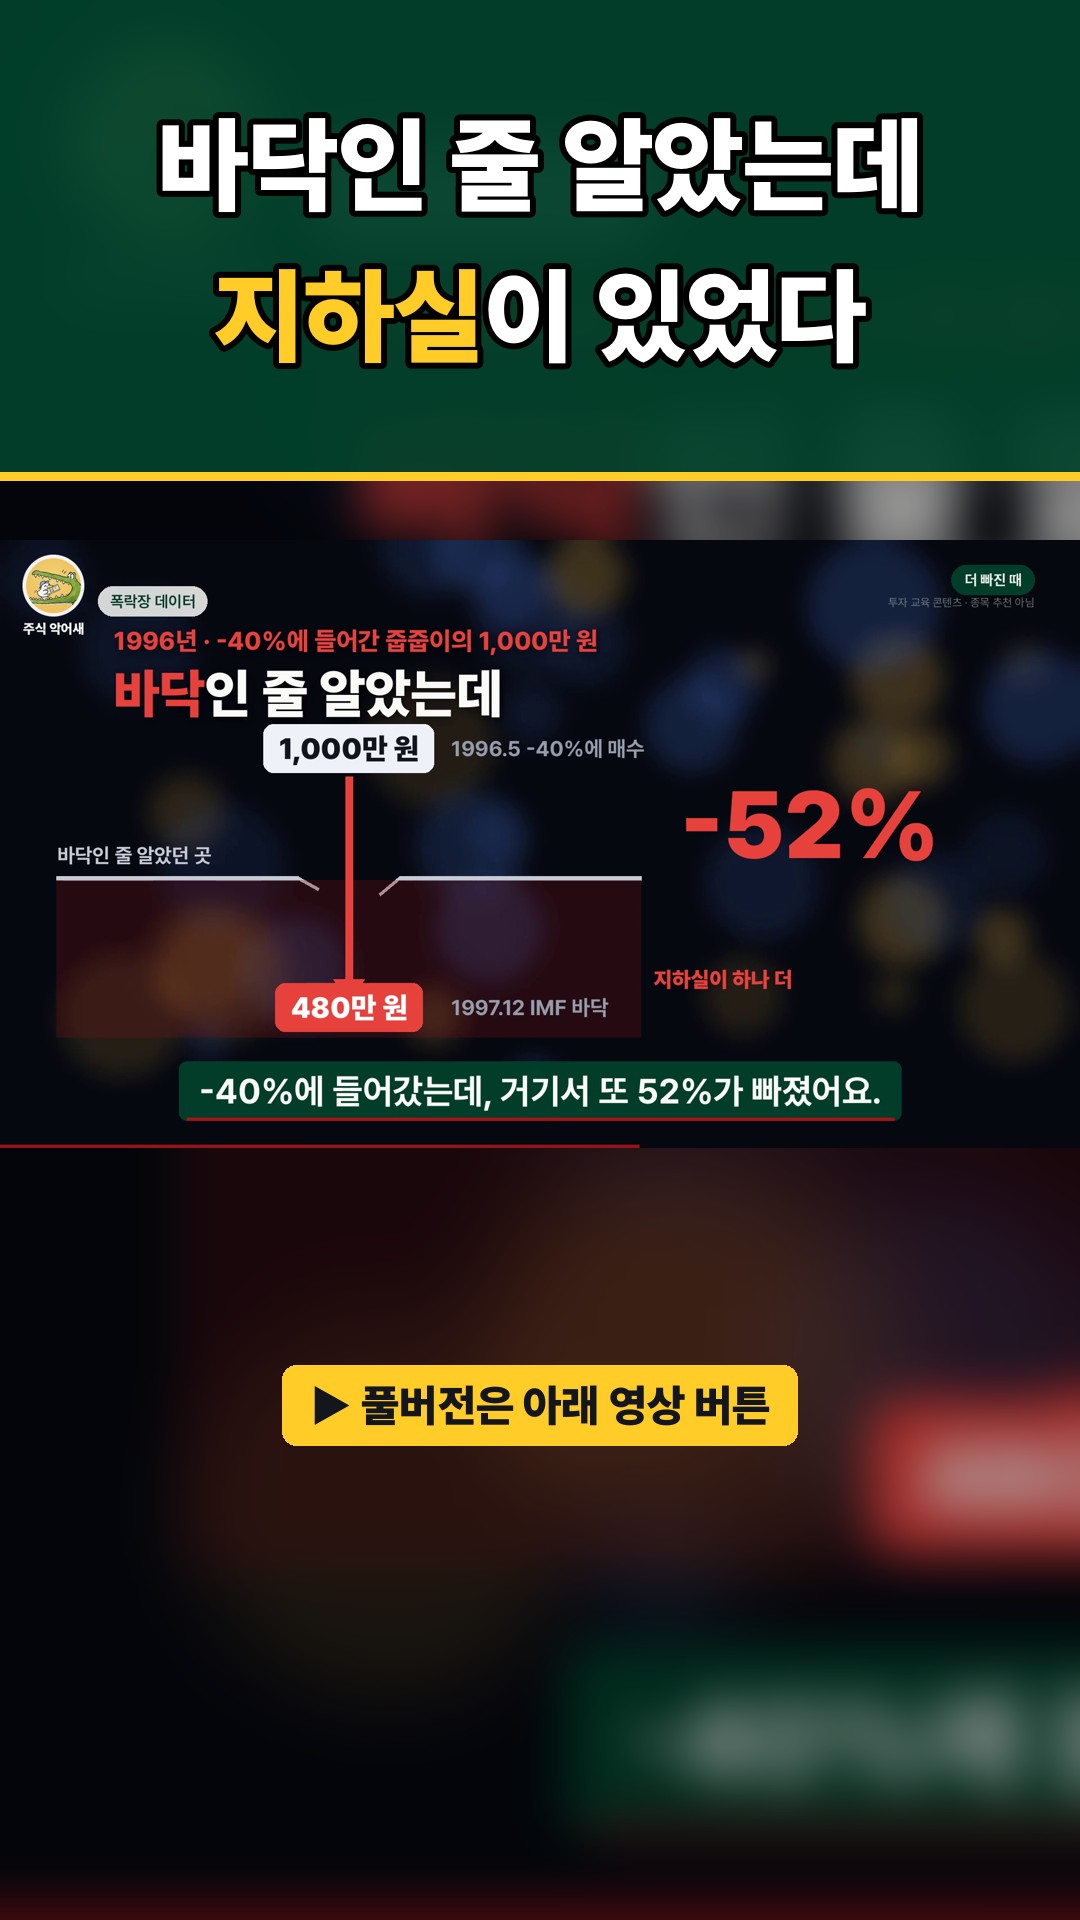 바닥인 줄 알았는데
지하실이 있었다
주식 악어새
폭락장 데이터
더 빠진 때
투자 교육 콘텐츠 · 종목 추천 아님
1996년 · -40%에 들어간 줍줍이의 1,000만 원
바닥인 줄 알았는데
1,000만 원
1996.5 -40%에 매수
-52%
바닥인 줄 알았던 곳
지하실이 하나 더
480만 원
1997.12 IMF 바닥
-40%에 들어갔는데, 거기서 또 52%가 빠졌어요.
▶ 풀버전은 아래 영상 버튼